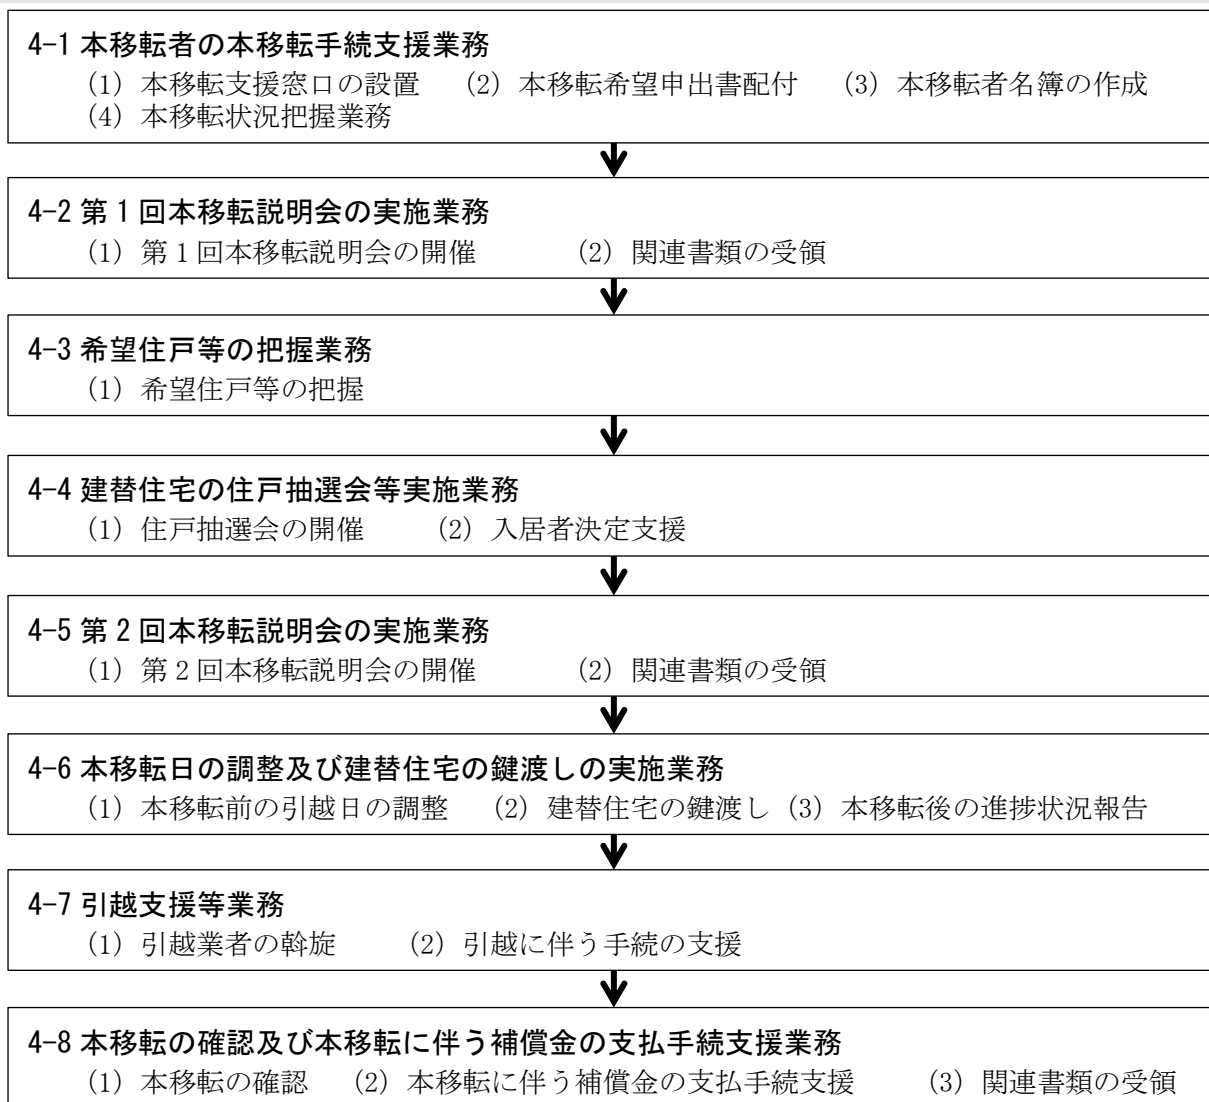 4-1 本移転者の本移転手続支援業務
(1) 本移転支援窓口の設置 (2) 本移転希望申出書配付 (3) 本移転者名簿の作成
(4) 本移転状況把握業務
4-2 第1回本移転説明会の実施業務
(1) 第1回本移転説明会の開催 (2) 関連書類の受領
4-3 希望住戸等の把握業務
(1) 希望住戸等の把握
4-4 建替住宅の住戸抽選会等実施業務
(1) 住戸抽選会の開催 (2) 入居者決定支援
4-5 第2回本移転説明会の実施業務
(1) 第2回本移転説明会の開催 (2) 関連書類の受領
4-6 本移転日の調整及び建替住宅の鍵渡しの実施業務
(1) 本移転前の引越日の調整 (2) 建替住宅の鍵渡し (3) 本移転後の進捗状況報告
4-7 引越支援等業務
(1) 引越業者の斡旋 (2) 引越に伴う手続の支援
4-8 本移転の確認及び本移転に伴う補償金の支払手続支援業務
(1) 本移転の確認 (2) 本移転に伴う補償金の支払手続支援 (3) 関連書類の受領